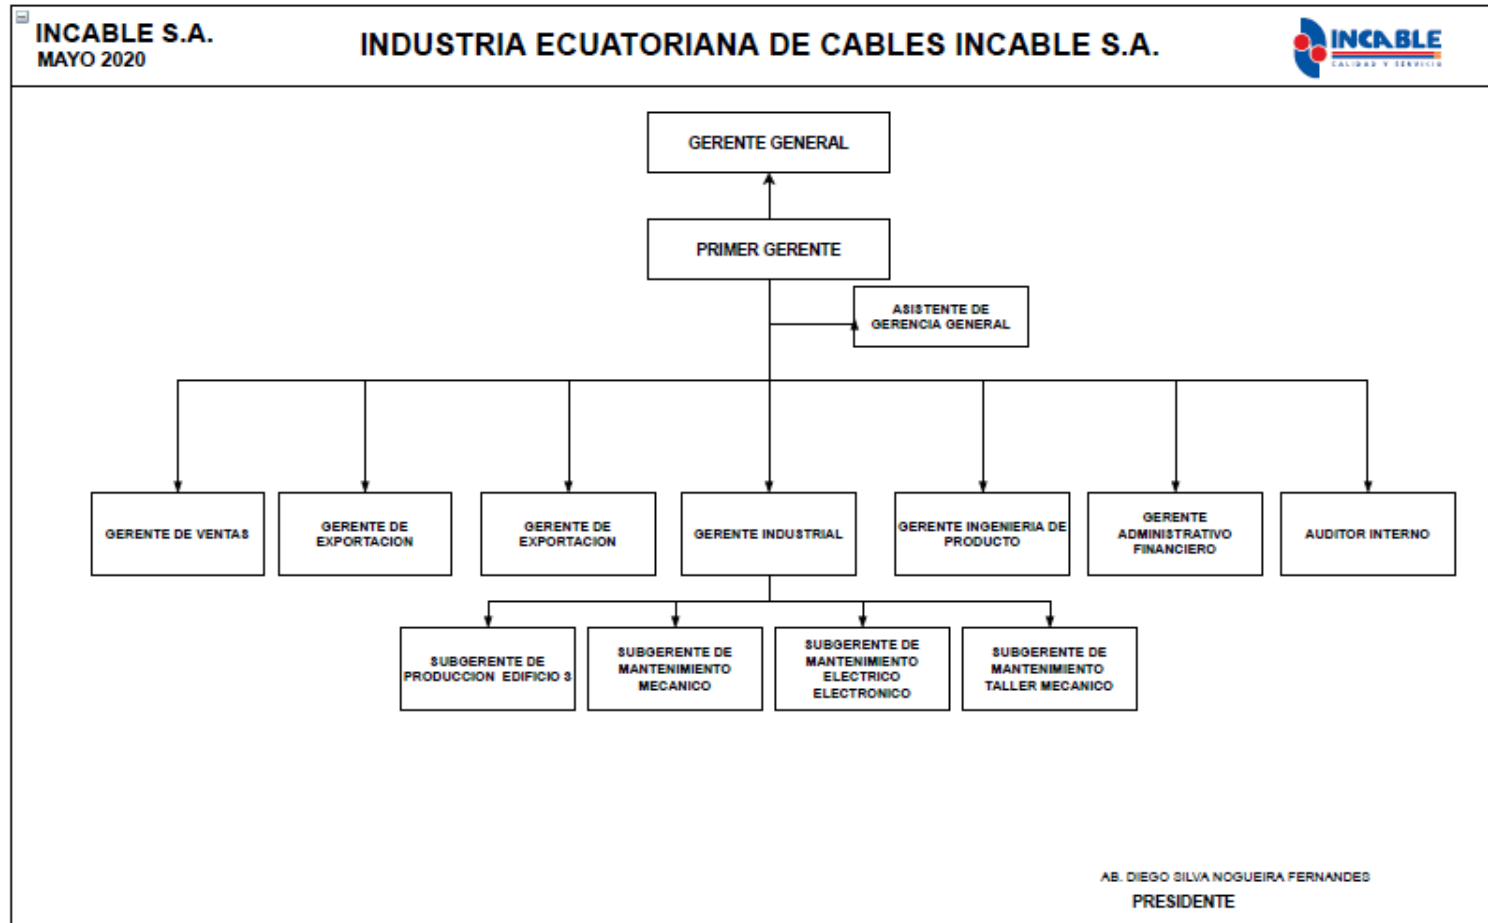 INCABLE S.A.
MAYO 2020
INDUSTRIA ECUATORIANA DE CABLES INCABLE S.A.
INCABLE
CALIDAD Y SERVICIO
GERENTE GENERAL
PRIMER GERENTE
ASISTENTE DE
GERENCIA GENERAL
GERENTE DE VENTAS
GERENTE DE
EXPORTACION
GERENTE DE
EXPORTACION
GERENTE INDUSTRIAL
GERENTE INGENIERIA DE
PRODUCTO
GERENTE
ADMINISTRATIVO
FINANCIERO
AUDITOR INTERNO
SUBGERENTE DE
PRODUCCION EDIFICIO S
SUBGERENTE DE
MANTENIMIENTO
MECANICO
SUBGERENTE DE
MANTENIMIENTO
ELECTRICO
ELECTRONICO
SUBGERENTE DE
MANTENIMIENTO
TALLER MECANICO
AB. DIEGO SILVA NOGUEIRA FERNANDES
PRESIDENTE